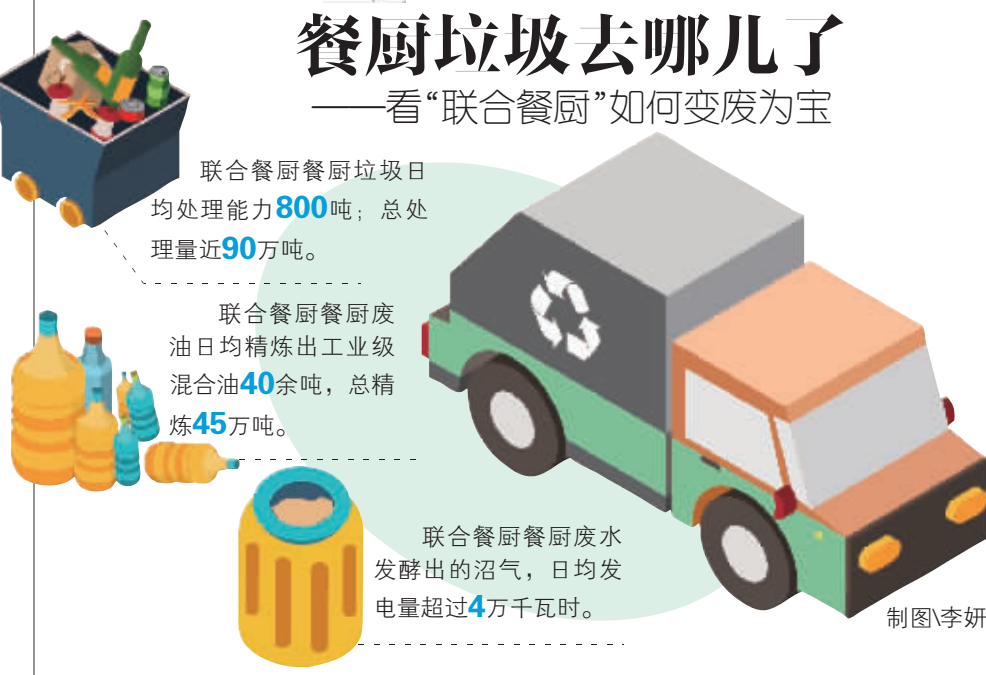 餐厨垃圾去哪儿了
——看“联合餐厨”如何变废为宝
联合餐厨餐厨垃圾日
均处理能力800吨；总处
理量近90万吨。
联合餐厨餐厨废
油日均精炼出工业级
混合油40余吨，总精
炼45万吨。
联合餐厨餐厨废水
发酵出的沼气，日均发
电量超过4万千瓦时。
制图\李妍